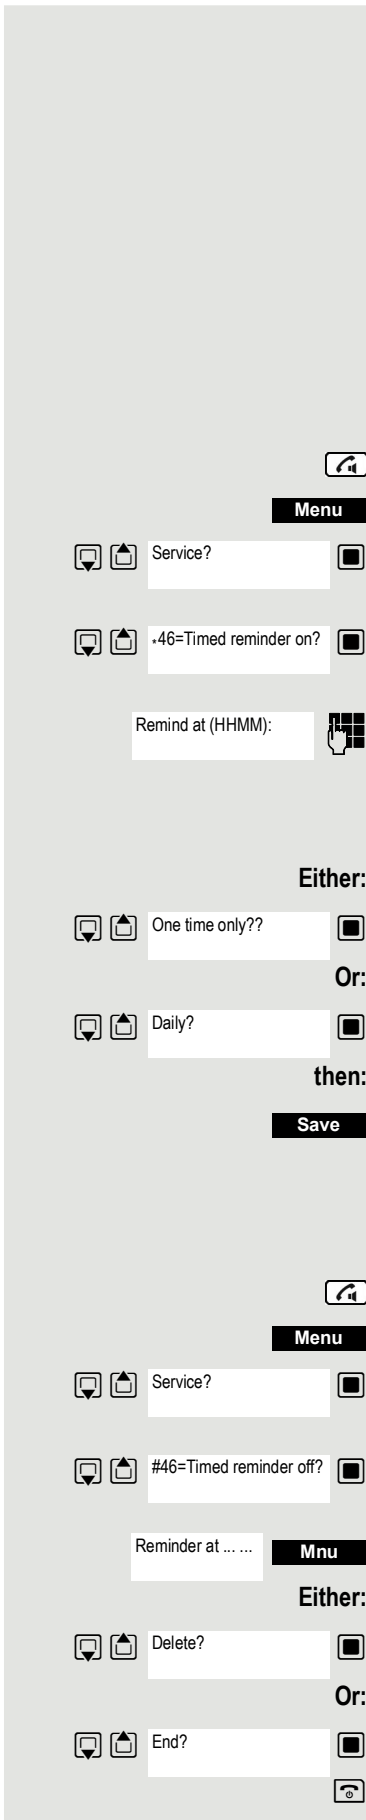 Menu
Service?
*46=Timed reminder on?
Remind at (HHMM):
Either:
One time only??
Or:
Daily?
then:
Save
Menu
Service?
#46=Timed reminder off?
Reminder at ... ...
Mnu
Either:
Delete?
Or:
End?